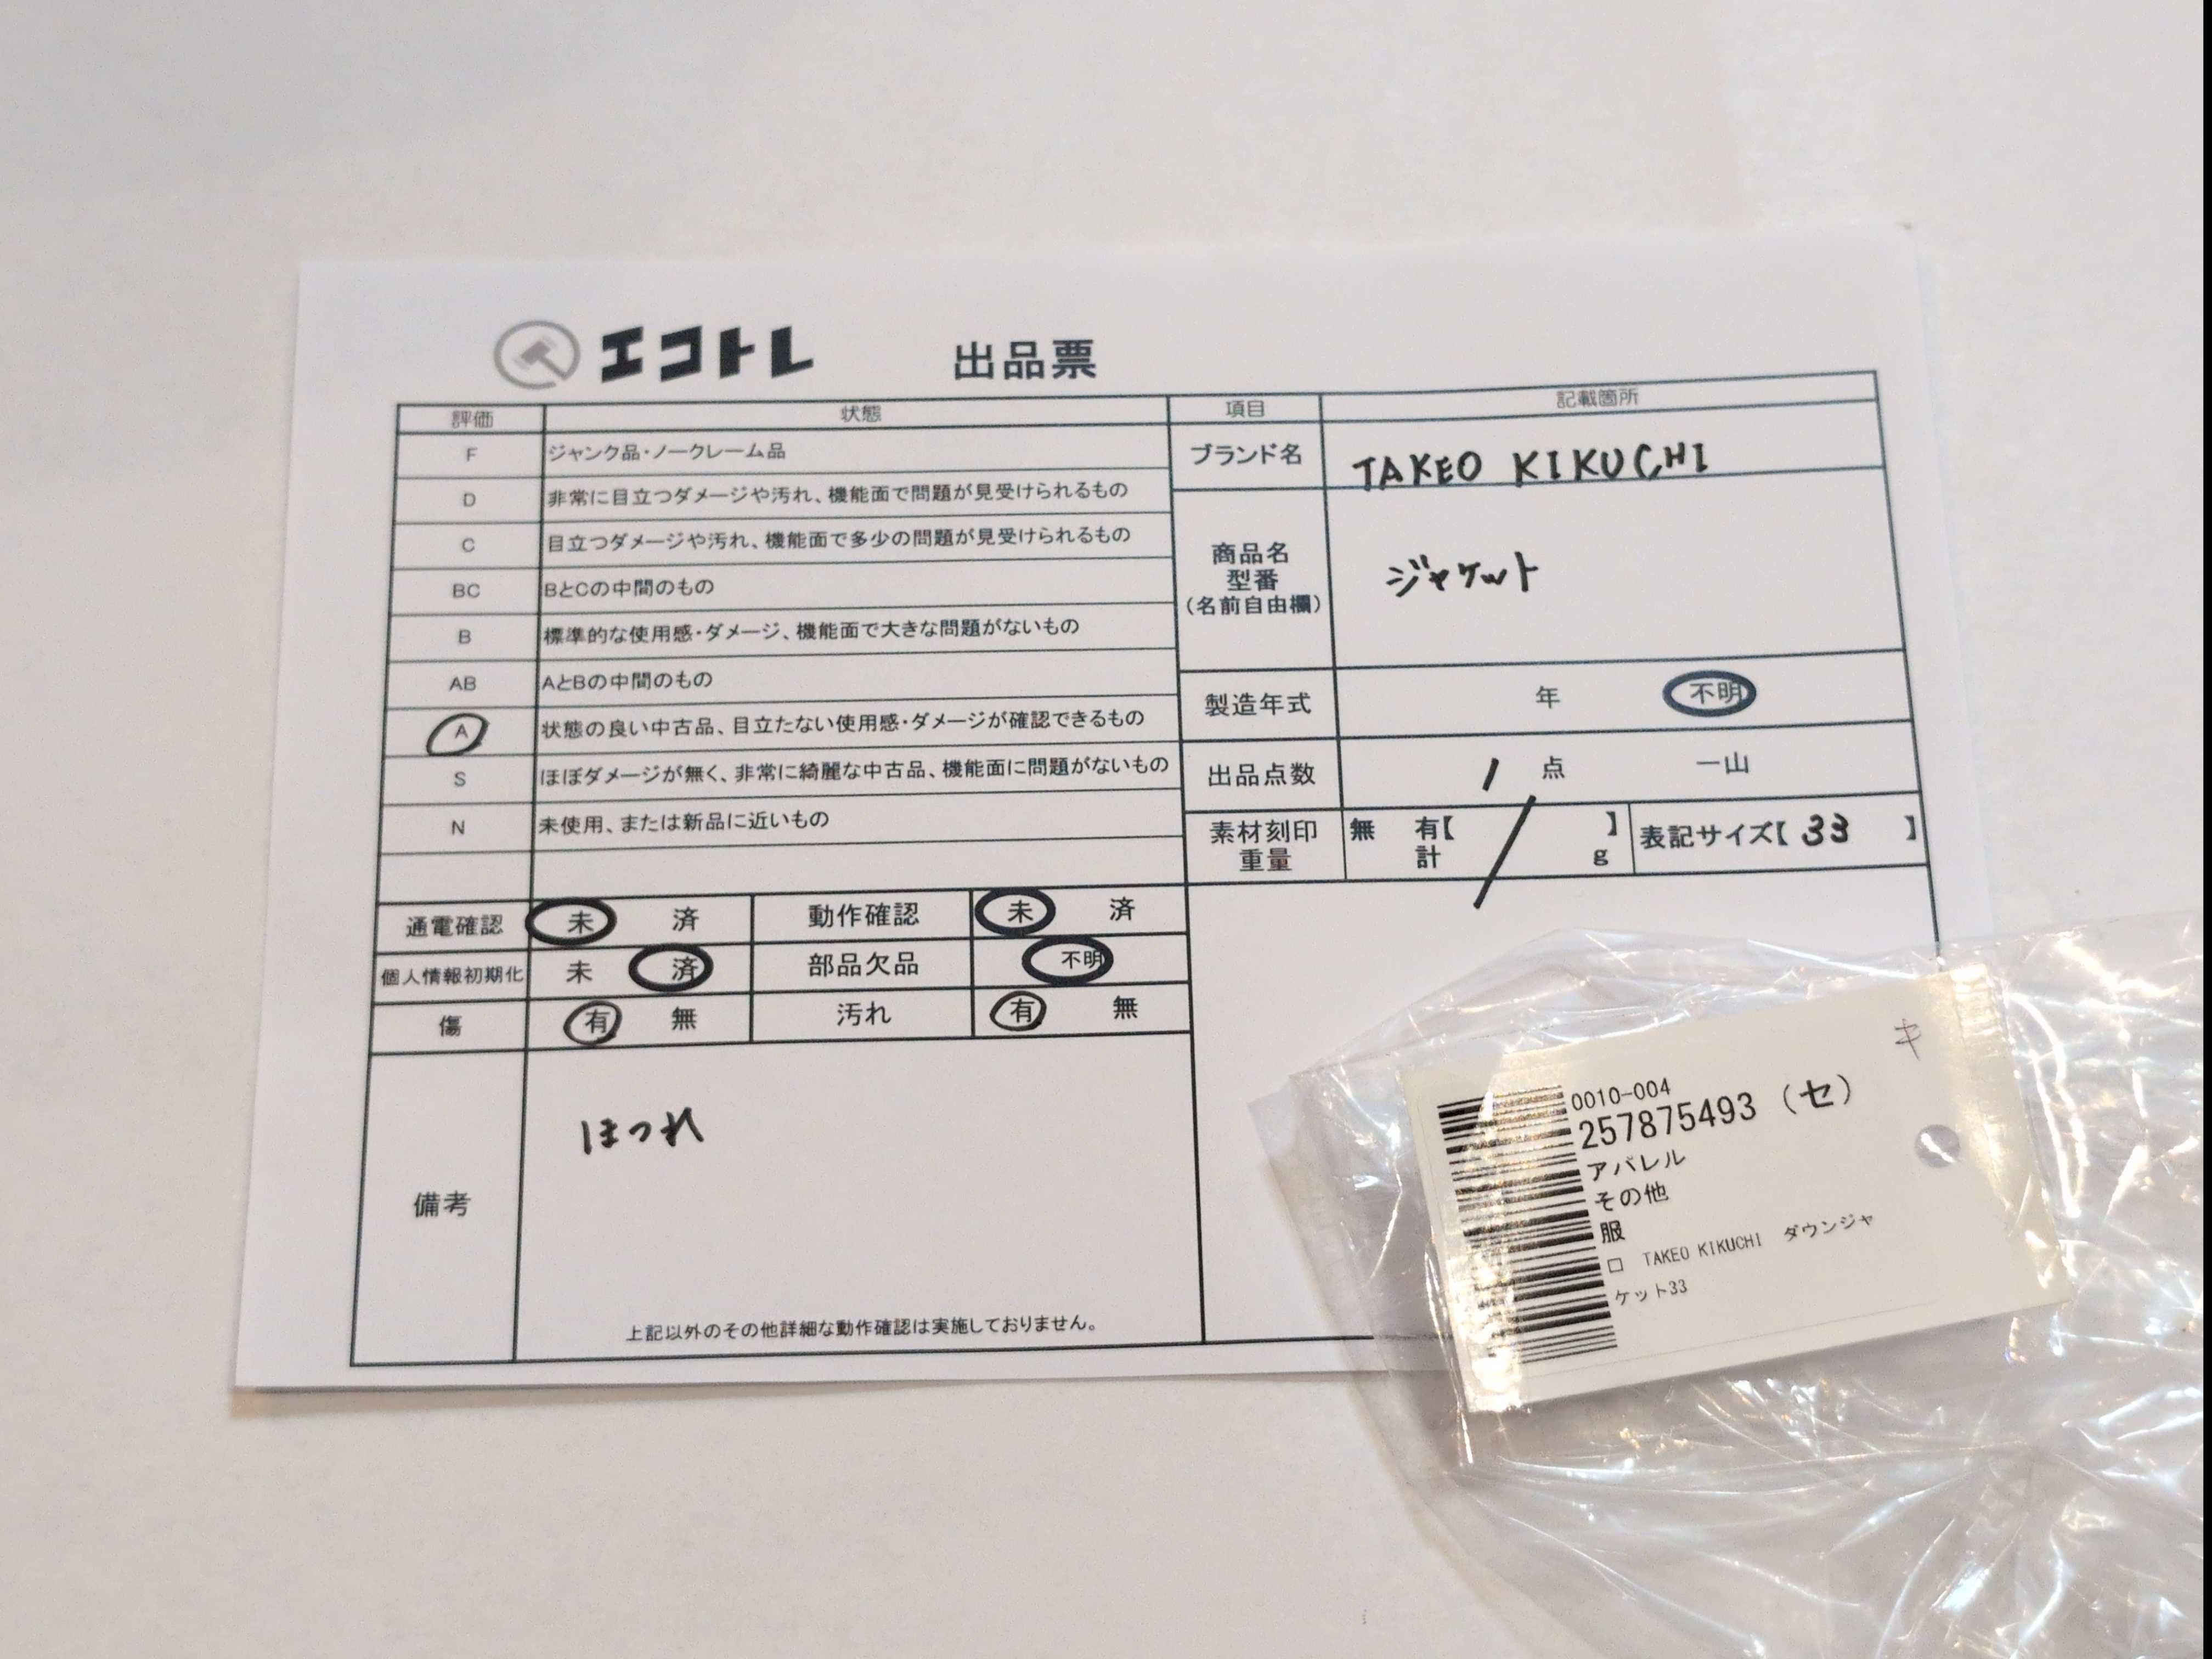 エコトレ 出品票
評価 状態 項目 記載箇所
F ジャンク品・ノークレーム品
D 非常に目立つダメージや汚れ、機能面で問題が見受けられるもの
C 目立つダメージや汚れ、機能面で多少の問題が見受けられるもの
BC BとCの中間のもの
B 標準的な使用感・ダメージ、機能面で大きな問題がないもの
AB AとBの中間のもの
A 状態の良い中古品、目立たない使用感・ダメージが確認できるもの
S ほぼダメージが無く、非常に綺麗な中古品、機能面に問題がないもの
N 未使用、または新品に近いもの
ブランド名 TAKEO KIKUCHI
商品名
型番
(名前自由欄)
ジャケット
製造年式 年 不明
出品点数 1 点 一山
素材刻印 無 有【 】
重量 計 g
表記サイズ【 33 】
通電確認 未 済 動作確認 未 済
個人情報初期化 未 済 部品欠品 不明
傷 有 無 汚れ 有 無
備考
ほつれ
上記以外のその他詳細な動作確認は実施しておりません。
キ
0010-004
257875493 (セ)
アパレル
その他
服
口 TAKEO KIKUCHI ダウンジャ
ケット33